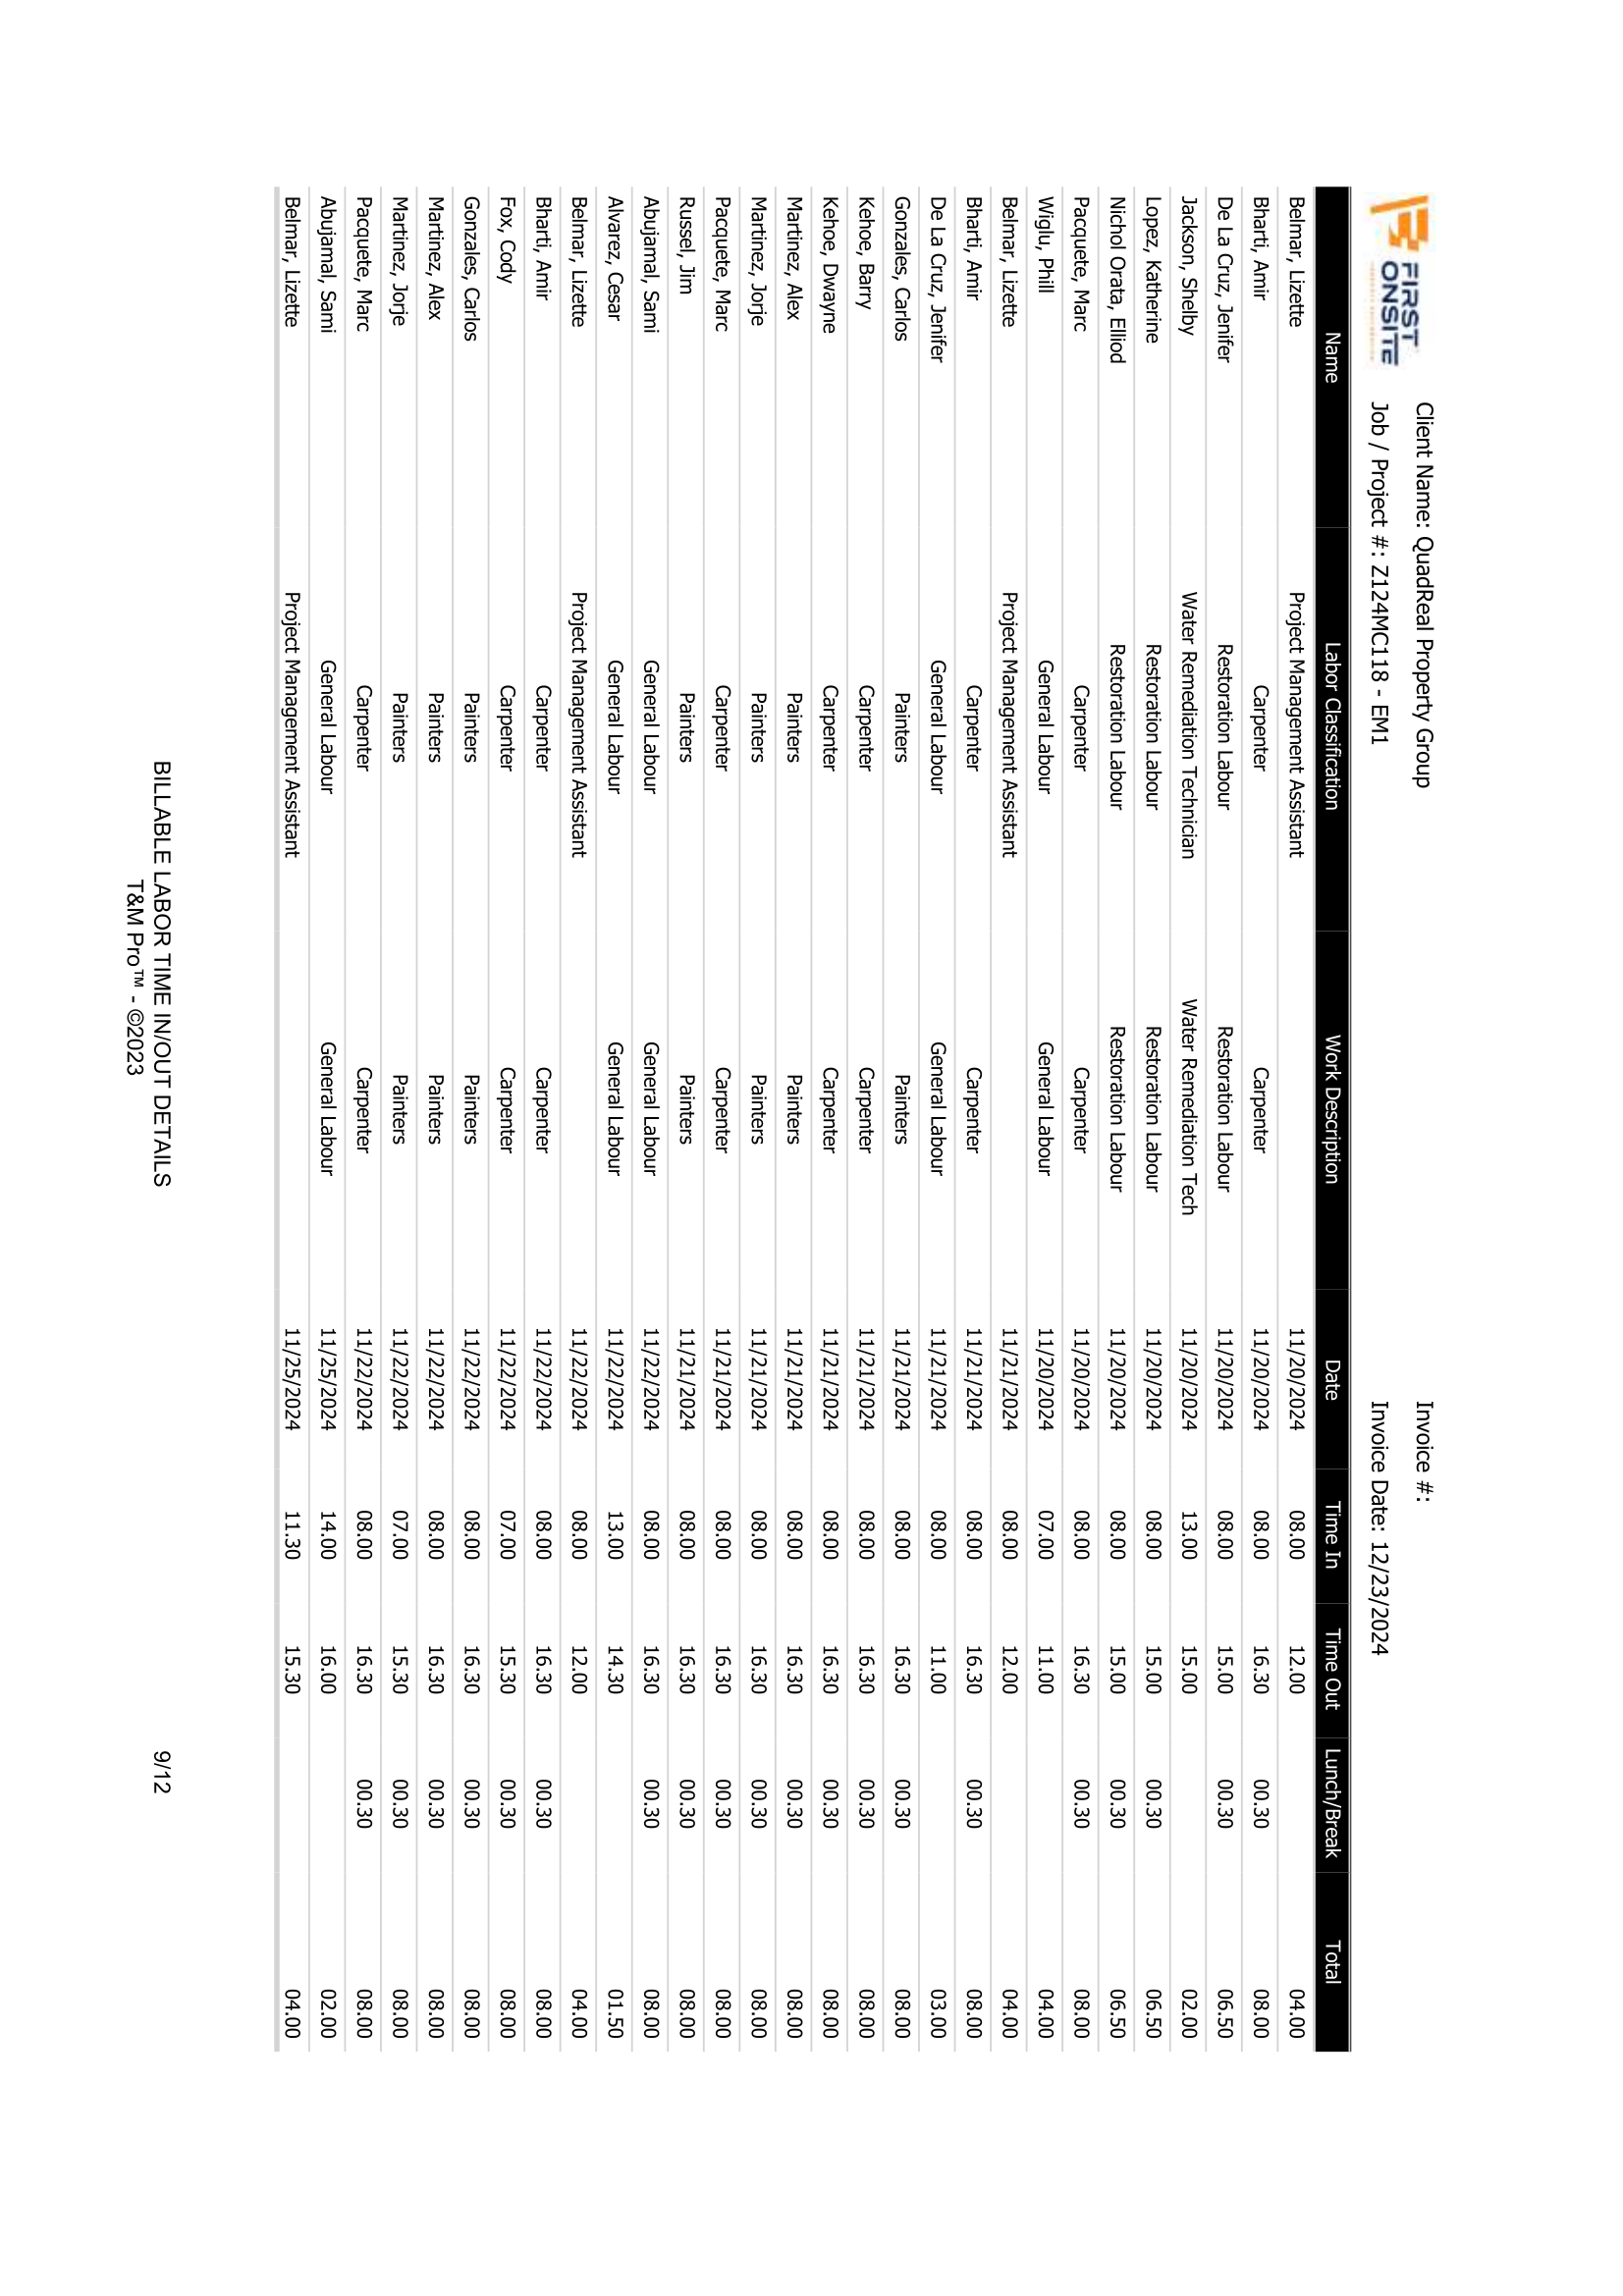 FIRST
ONSITE
Client Name: QuadReal Property Group Invoice #:
Job / Project #: Z124MC118 - EM1 Invoice Date: 12/23/2024
Name Labor Classification Work Description Date Time In Time Out Lunch/Break Total
Belmar, Lizette Project Management Assistant 11/20/2024 08.00 12.00 04.00
Bharti, Amir Carpenter Carpenter 11/20/2024 08.00 16.30 00.30 08.00
De La Cruz, Jenifer Restoration Labour Restoration Labour 11/20/2024 08.00 15.00 00.30 06.50
Jackson, Shelby Water Remediation Technician Water Remediation Tech 11/20/2024 13.00 15.00 02.00
Lopez, Katherine Restoration Labour Restoration Labour 11/20/2024 08.00 15.00 00.30 06.50
Nichol Orata, Elliod Restoration Labour Restoration Labour 11/20/2024 08.00 15.00 00.30 06.50
Pacquete, Marc Carpenter Carpenter 11/20/2024 08.00 16.30 00.30 08.00
Wiglu, Phill General Labour General Labour 11/20/2024 07.00 11.00 04.00
Belmar, Lizette Project Management Assistant 11/21/2024 08.00 12.00 04.00
Bharti, Amir Carpenter Carpenter 11/21/2024 08.00 16.30 00.30 08.00
De La Cruz, Jenifer General Labour General Labour 11/21/2024 08.00 11.00 03.00
Gonzales, Carlos Painters Painters 11/21/2024 08.00 16.30 00.30 08.00
Kehoe, Barry Carpenter Carpenter 11/21/2024 08.00 16.30 00.30 08.00
Kehoe, Dwayne Carpenter Carpenter 11/21/2024 08.00 16.30 00.30 08.00
Martinez, Alex Painters Painters 11/21/2024 08.00 16.30 00.30 08.00
Martinez, Jorje Painters Painters 11/21/2024 08.00 16.30 00.30 08.00
Pacquete, Marc Carpenter Carpenter 11/21/2024 08.00 16.30 00.30 08.00
Russel, Jim Painters Painters 11/21/2024 08.00 16.30 00.30 08.00
Abujamal, Sami General Labour General Labour 11/22/2024 08.00 16.30 00.30 08.00
Alvarez, Cesar General Labour General Labour 11/22/2024 13.00 14.30 01.50
Belmar, Lizette Project Management Assistant 11/22/2024 08.00 12.00 04.00
Bharti, Amir Carpenter Carpenter 11/22/2024 08.00 16.30 00.30 08.00
Fox, Cody Carpenter Carpenter 11/22/2024 07.00 15.30 00.30 08.00
Gonzales, Carlos Painters Painters 11/22/2024 08.00 16.30 00.30 08.00
Martinez, Alex Painters Painters 11/22/2024 08.00 16.30 00.30 08.00
Martinez, Jorje Painters Painters 11/22/2024 07.00 15.30 00.30 08.00
Pacquete, Marc Carpenter Carpenter 11/22/2024 08.00 16.30 00.30 08.00
Abujamal, Sami General Labour General Labour 11/25/2024 14.00 16.00 02.00
Belmar, Lizette Project Management Assistant 11/25/2024 11.30 15.30 04.00
BILLABLE LABOR TIME IN/OUT DETAILS 9/12
T&M Pro™ - ©2023